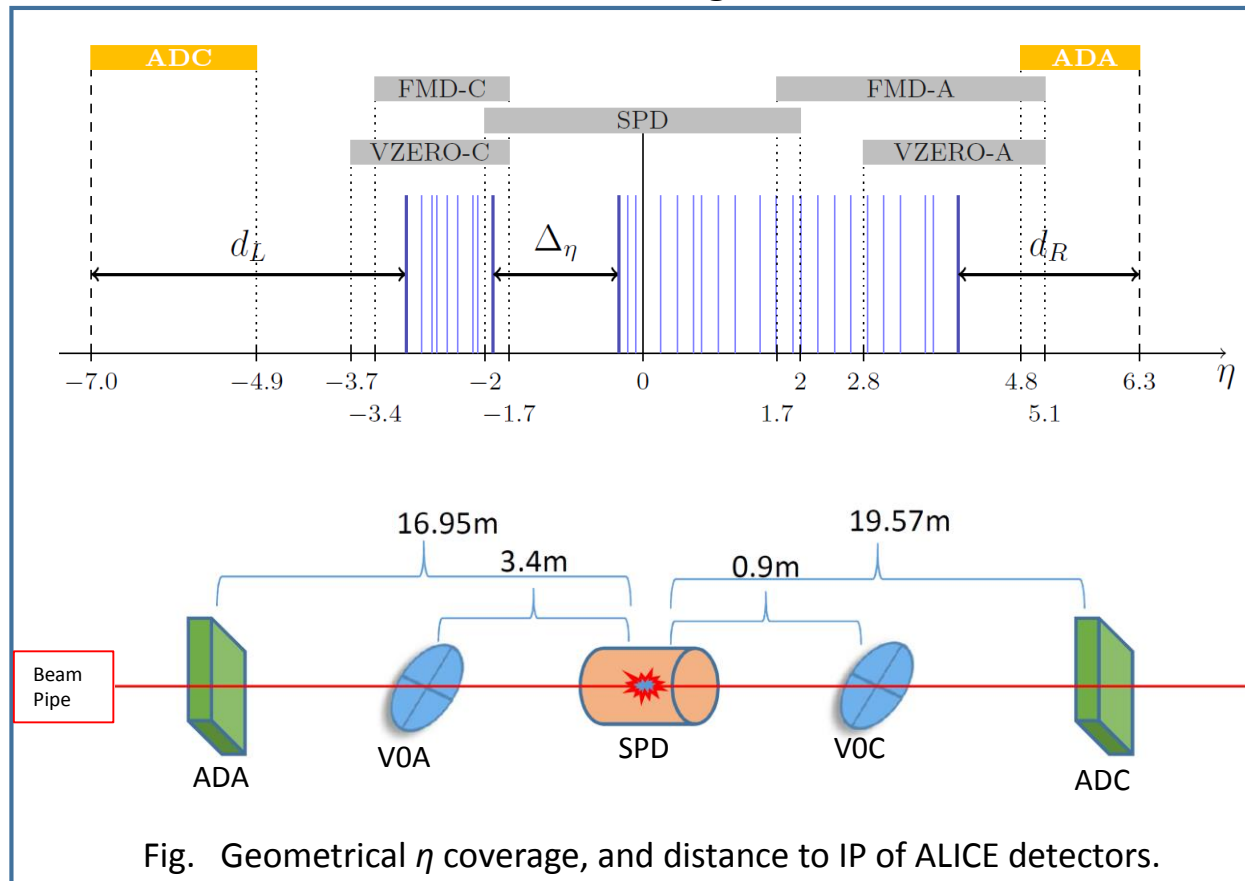 ADC
ADA
FMD-C
FMD-A
SPD
VZERO-C
VZERO-A
d_L
Δ_η
d_R
−7.0
−4.9
−3.7
−2
0
2
2.8
4.8
6.3
η
−3.4
−1.7
1.7
5.1
16.95m
19.57m
3.4m
0.9m
Beam
Pipe
ADA
V0A
SPD
V0C
ADC
Fig. Geometrical η coverage, and distance to IP of ALICE detectors.